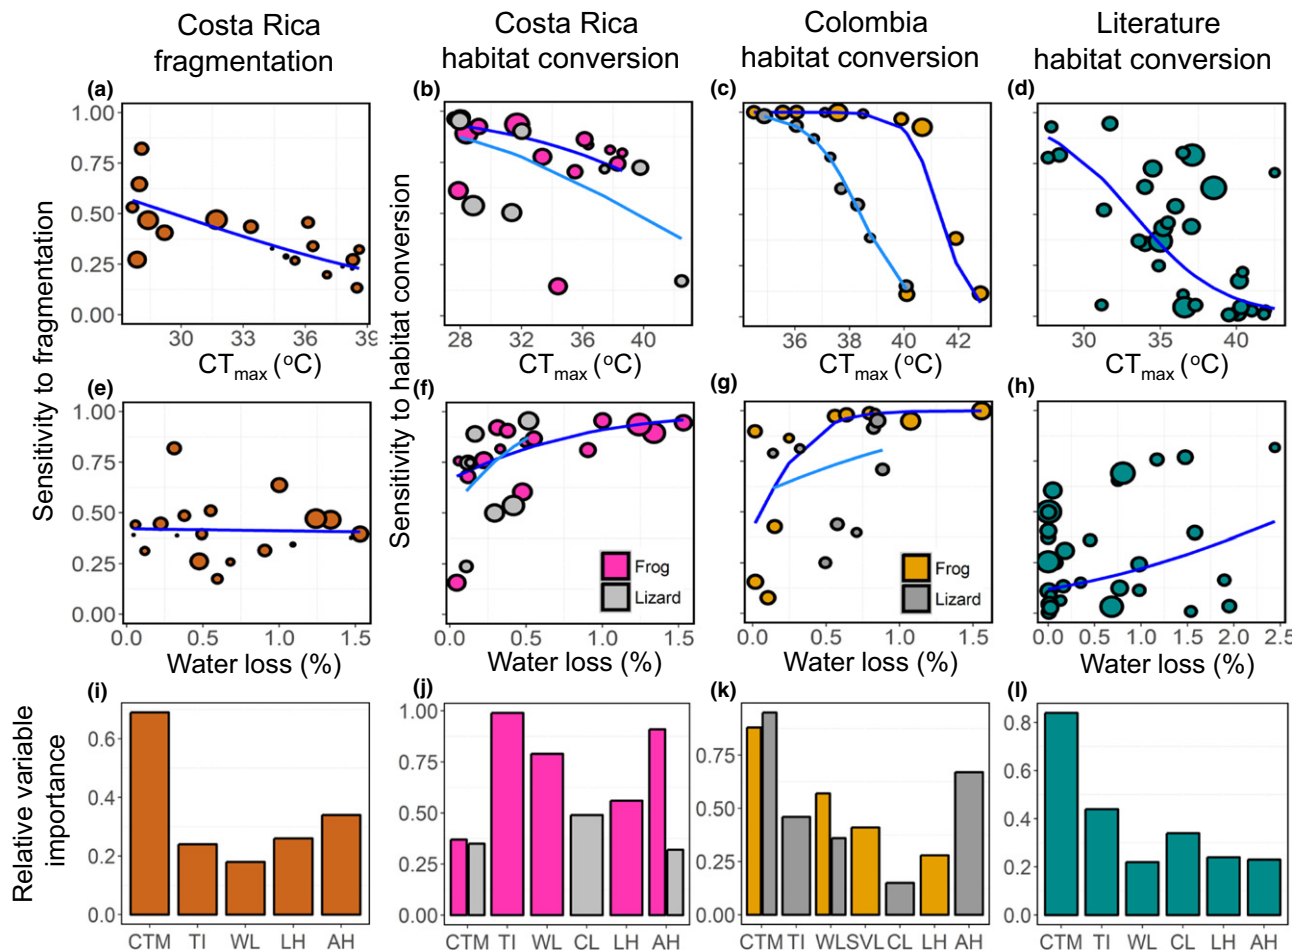 Costa Rica fragmentation
Costa Rica habitat conversion
Colombia habitat conversion
Literature habitat conversion
(a)
(b)
(c)
(d)
Sensitivity to fragmentation
1.00
0.75
0.50
0.25
0.00
30 33 36 39
CTmax (oC)
Sensitivity to habitat conversion
28 32 36 40
CTmax (oC)
36 38 40 42
CTmax (oC)
30 35 40
CTmax (oC)
(e)
(f)
(g)
(h)
1.00
0.75
0.50
0.25
0.00
0.0 0.5 1.0 1.5
Water loss (%)
Frog
Lizard
0.0 0.5 1.0 1.5
Water loss (%)
Frog
Lizard
0.0 0.5 1.0 1.5
Water loss (%)
0.0 0.5 1.0 1.5 2.0 2.5
Water loss (%)
(i)
(j)
(k)
(l)
Relative variable importance
0.6
0.4
0.2
0.0
CTM TI WL LH AH
1.00
0.75
0.50
0.25
0.00
CTM TI WL CL LH AH
0.75
0.50
0.25
0.00
CTM TI WL SVL CL LH AH
0.8
0.6
0.4
0.2
0.0
CTM TI WL CL LH AH